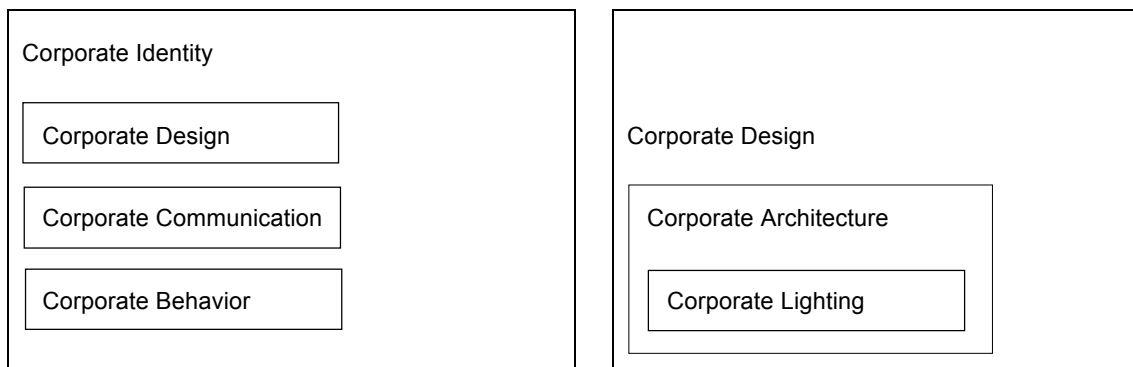 Corporate Identity
Corporate Design
Corporate Communication
Corporate Behavior
Corporate Design
Corporate Architecture
Corporate Lighting